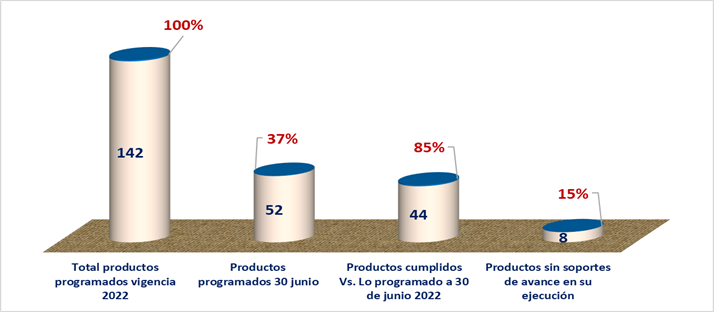 100%
142
37%
52
85%
44
15%
8
Total productos
programados vigencia
2022
Productos
programados 30 junio
Productos cumplidos
Vs. Lo programado a 30
de junio 2022
Productos sin soportes
de avance en su
ejecución